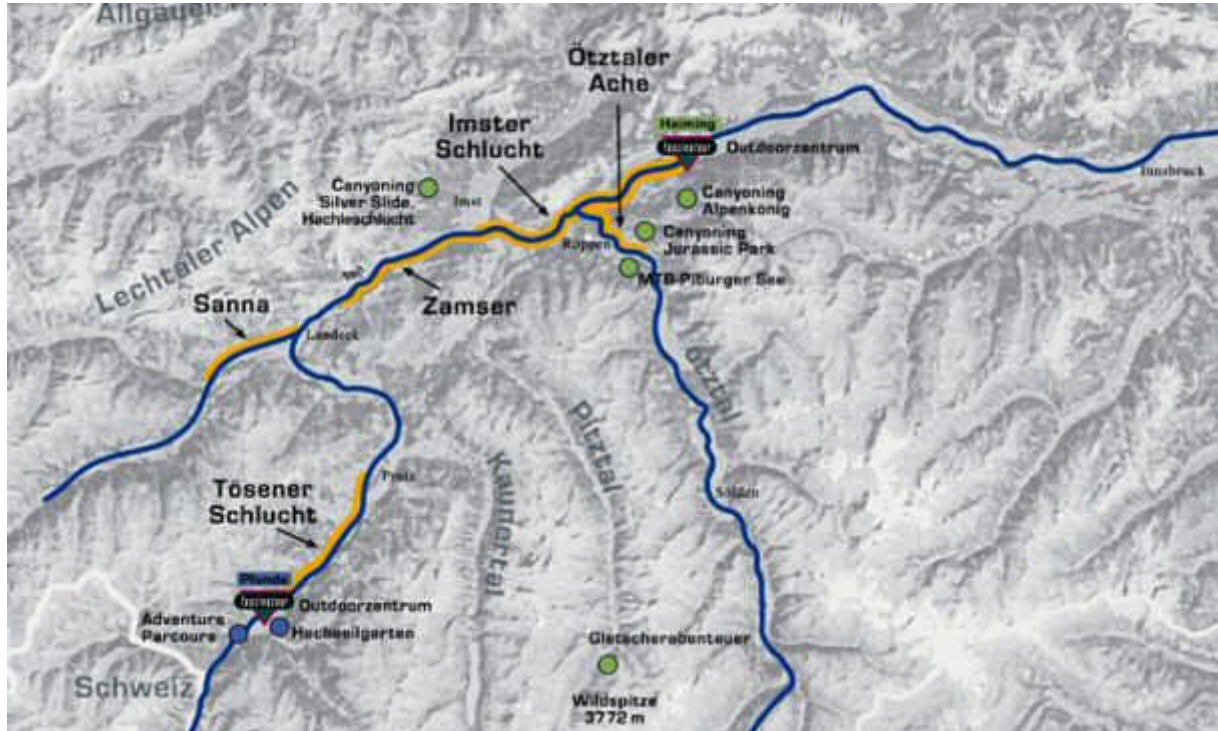 Allgäuer
Ötztaler
Ache
Imster
Schlucht
Haiming
Outdoorzentrum
Innsbruck
Canyoning
Silver Slide,
Hachleschlucht
Imst
Canyoning
Alpenkönig
Lechtaler Alpen
Canyoning
Jurassic Park
Roppen
MTB-Piburger See
Inn
Sanna
Zamser
Landeck
Ötztal
Pitztal
Kaunertal
Prutz
Sölden
Tösener
Schlucht
Pfunds
Outdoorzentrum
Adventure
Parcours
Hochseilgarten
Gletscherabenteuer
Schweiz
Wildspitze
3772 m